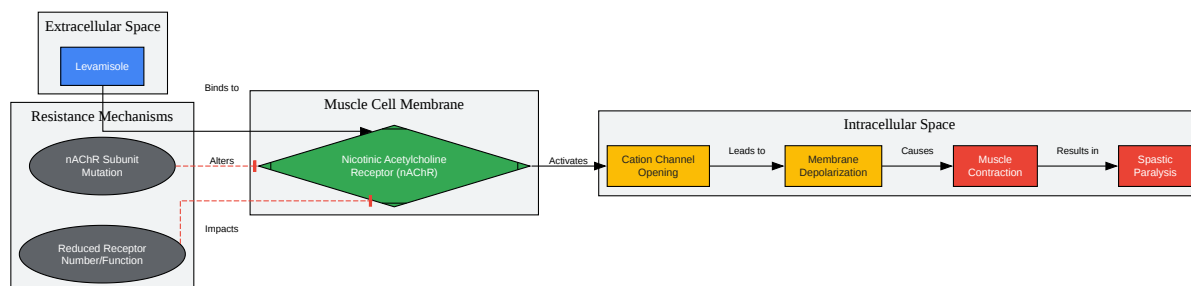 Extracellular Space
Levamisole
Binds to
Resistance Mechanisms
nAChR Subunit
Mutation
Alters
Reduced Receptor
Number/Function
Impacts
Muscle Cell Membrane
Nicotinic Acetylcholine
Receptor (nAChR)
Activates
Intracellular Space
Cation Channel
Opening
Leads to
Membrane
Depolarization
Causes
Muscle
Contraction
Results in
Spastic
Paralysis